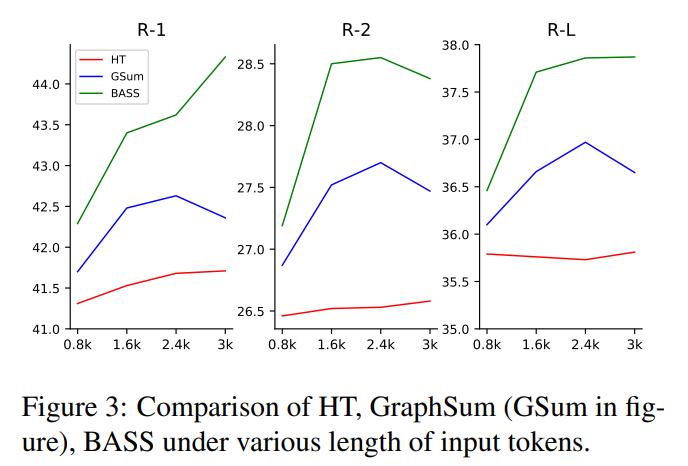 R-1
R-2
R-L
HT
GSum
BASS
44.0
43.5
43.0
42.5
42.0
41.5
41.0
0.8k 1.6k 2.4k 3k
28.5
28.0
27.5
27.0
26.5
0.8k 1.6k 2.4k 3k
38.0
37.5
37.0
36.5
36.0
35.5
35.0
0.8k 1.6k 2.4k 3k
Figure 3: Comparison of HT, GraphSum (GSum in fig-
ure), BASS under various length of input tokens.